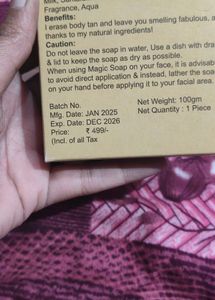 Milk, Sandal
Fragrance, Aqua
Benefits:
I erase body tan and leave you smelling fabulous, a
thanks to my natural ingredients!
Caution:
Do not leave the soap in water, Use a dish with dra
& lid to keep the soap as dry as possible.
When using Magic Soap on your face, it is advisab
to avoid direct application & instead, lather the soa
on your hand before applying it to your facial area.
Batch No.
Net Weight: 100gm
Mfg. Date: JAN 2025
Net Quantity : 1 Piece
Exp. Date: DEC 2026
Price: ₹ 499/-
(Incl. of all Tax